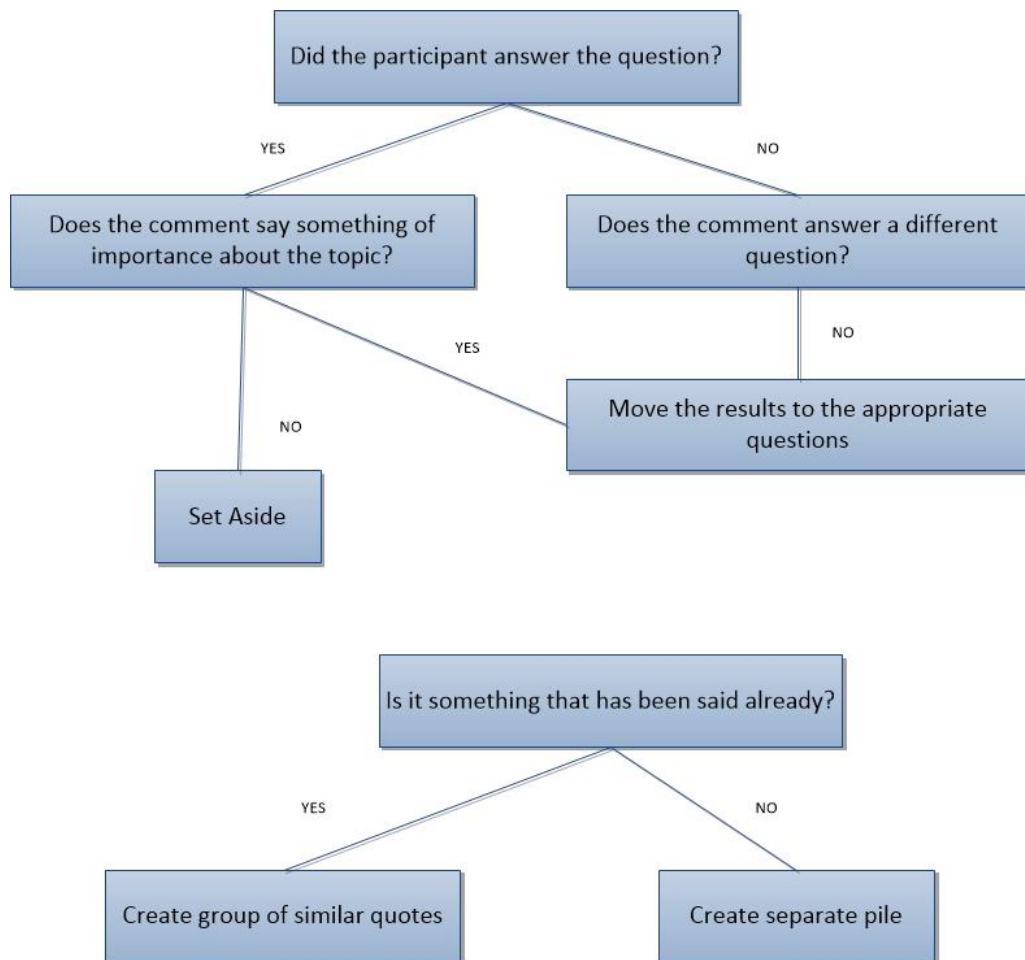 Did the participant answer the question?
YES
NO
Does the comment say something of
importance about the topic?
Does the comment answer a different
question?
YES
NO
NO
Move the results to the appropriate
questions
Set Aside
Is it something that has been said already?
YES
NO
Create group of similar quotes
Create separate pile